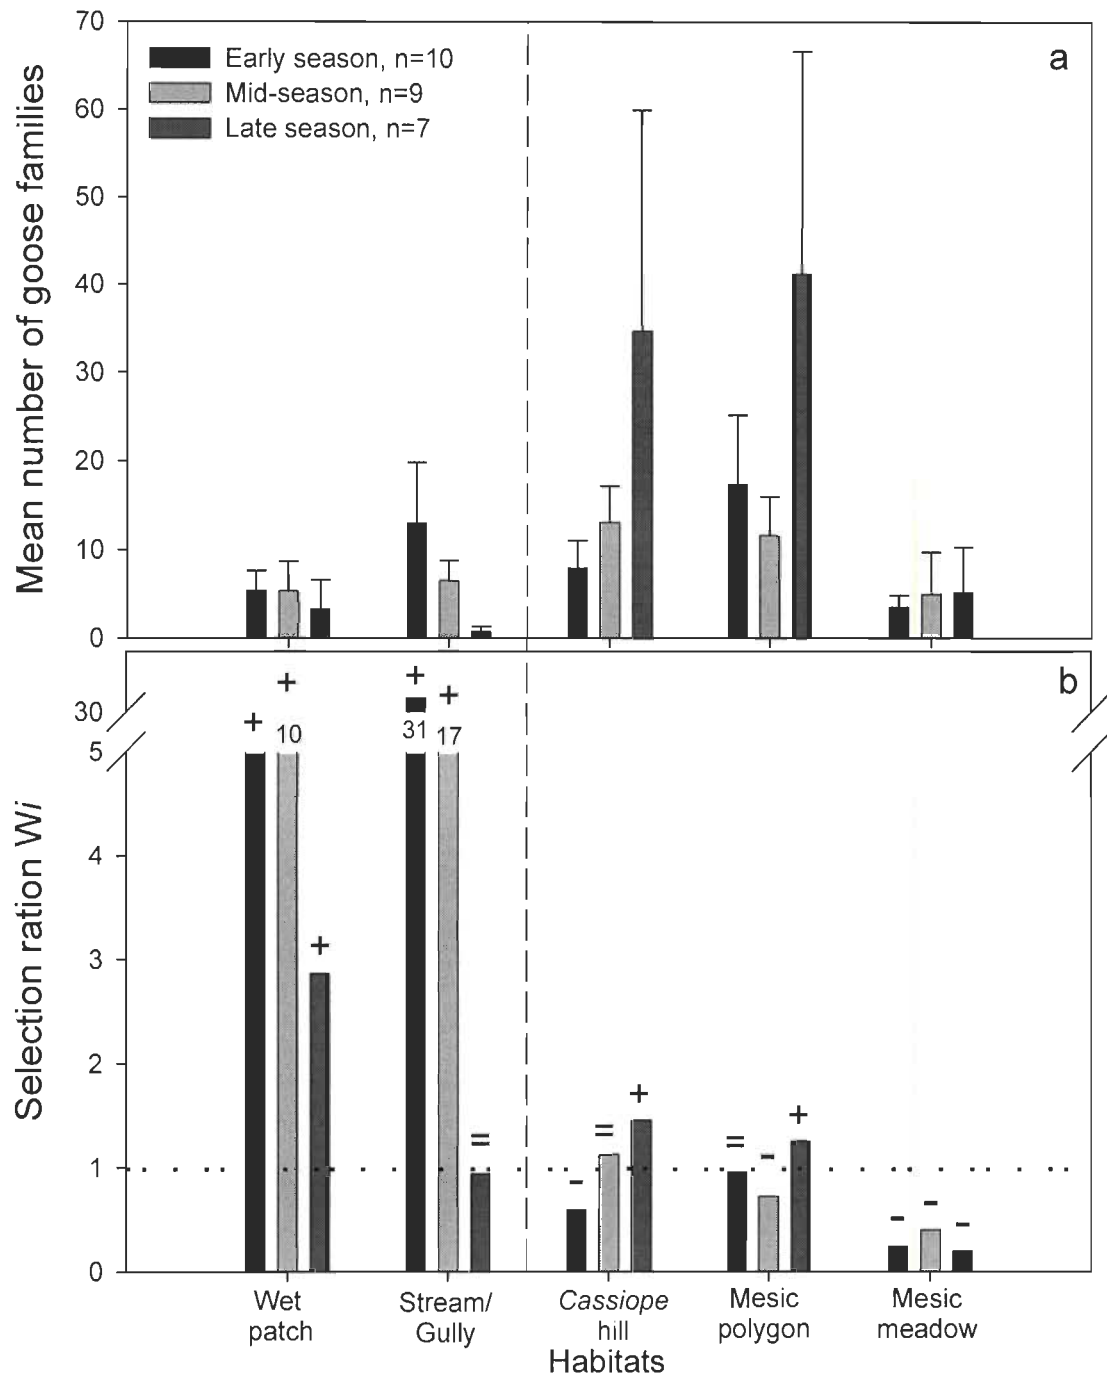 70
60
50
40
30
20
10
0
Mean number of goose families
Early season, n=10
Mid-season, n=9
Late season, n=7
a
b
30
5
4
3
2
1
0
Selection ration Wi
+
+
10
+
+
31
+
17
=
-
=
+
=
-
+
-
-
-
Wet
patch
Stream/
Gully
Cassiope
hill
Mesic
polygon
Mesic
meadow
Habitats